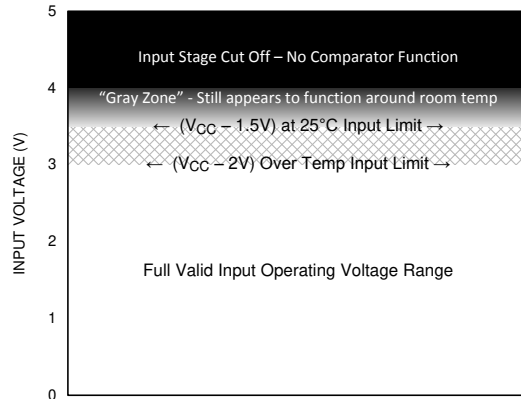 5
Input Stage Cut Off – No Comparator Function
4
"Gray Zone" - Still appears to function around room temp
← (VCC – 1.5V) at 25°C Input Limit →
3
← (VCC – 2V) Over Temp Input Limit →
INPUT VOLTAGE (V)
2
Full Valid Input Operating Voltage Range
1
0